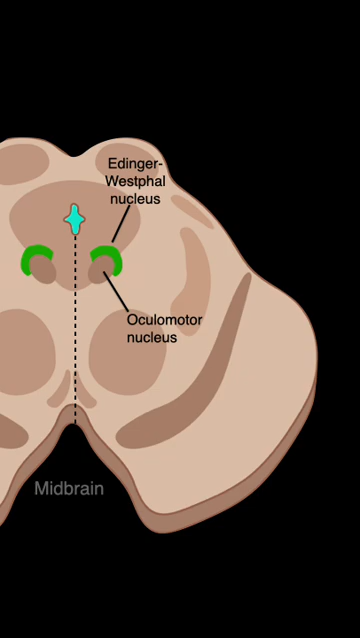 Edinger-
Westphal
nucleus
Oculomotor
nucleus
Midbrain